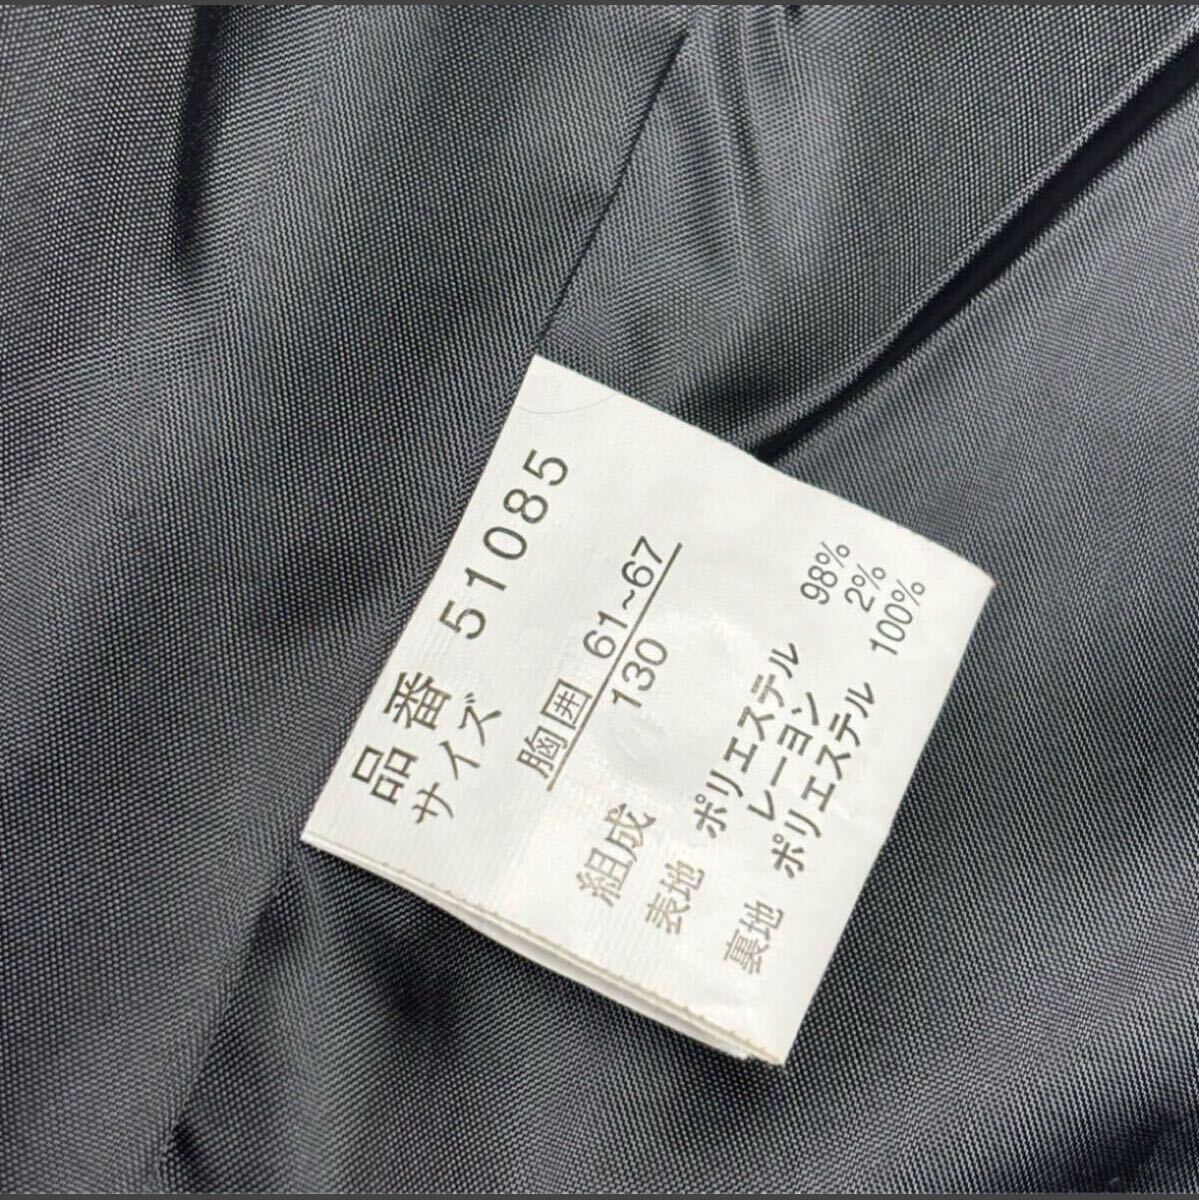 品番 51085
サイズ
胸囲 61~67
130
組成
表地 ポリエステル 98%
レーヨン 2%
裏地 ポリエステル 100%